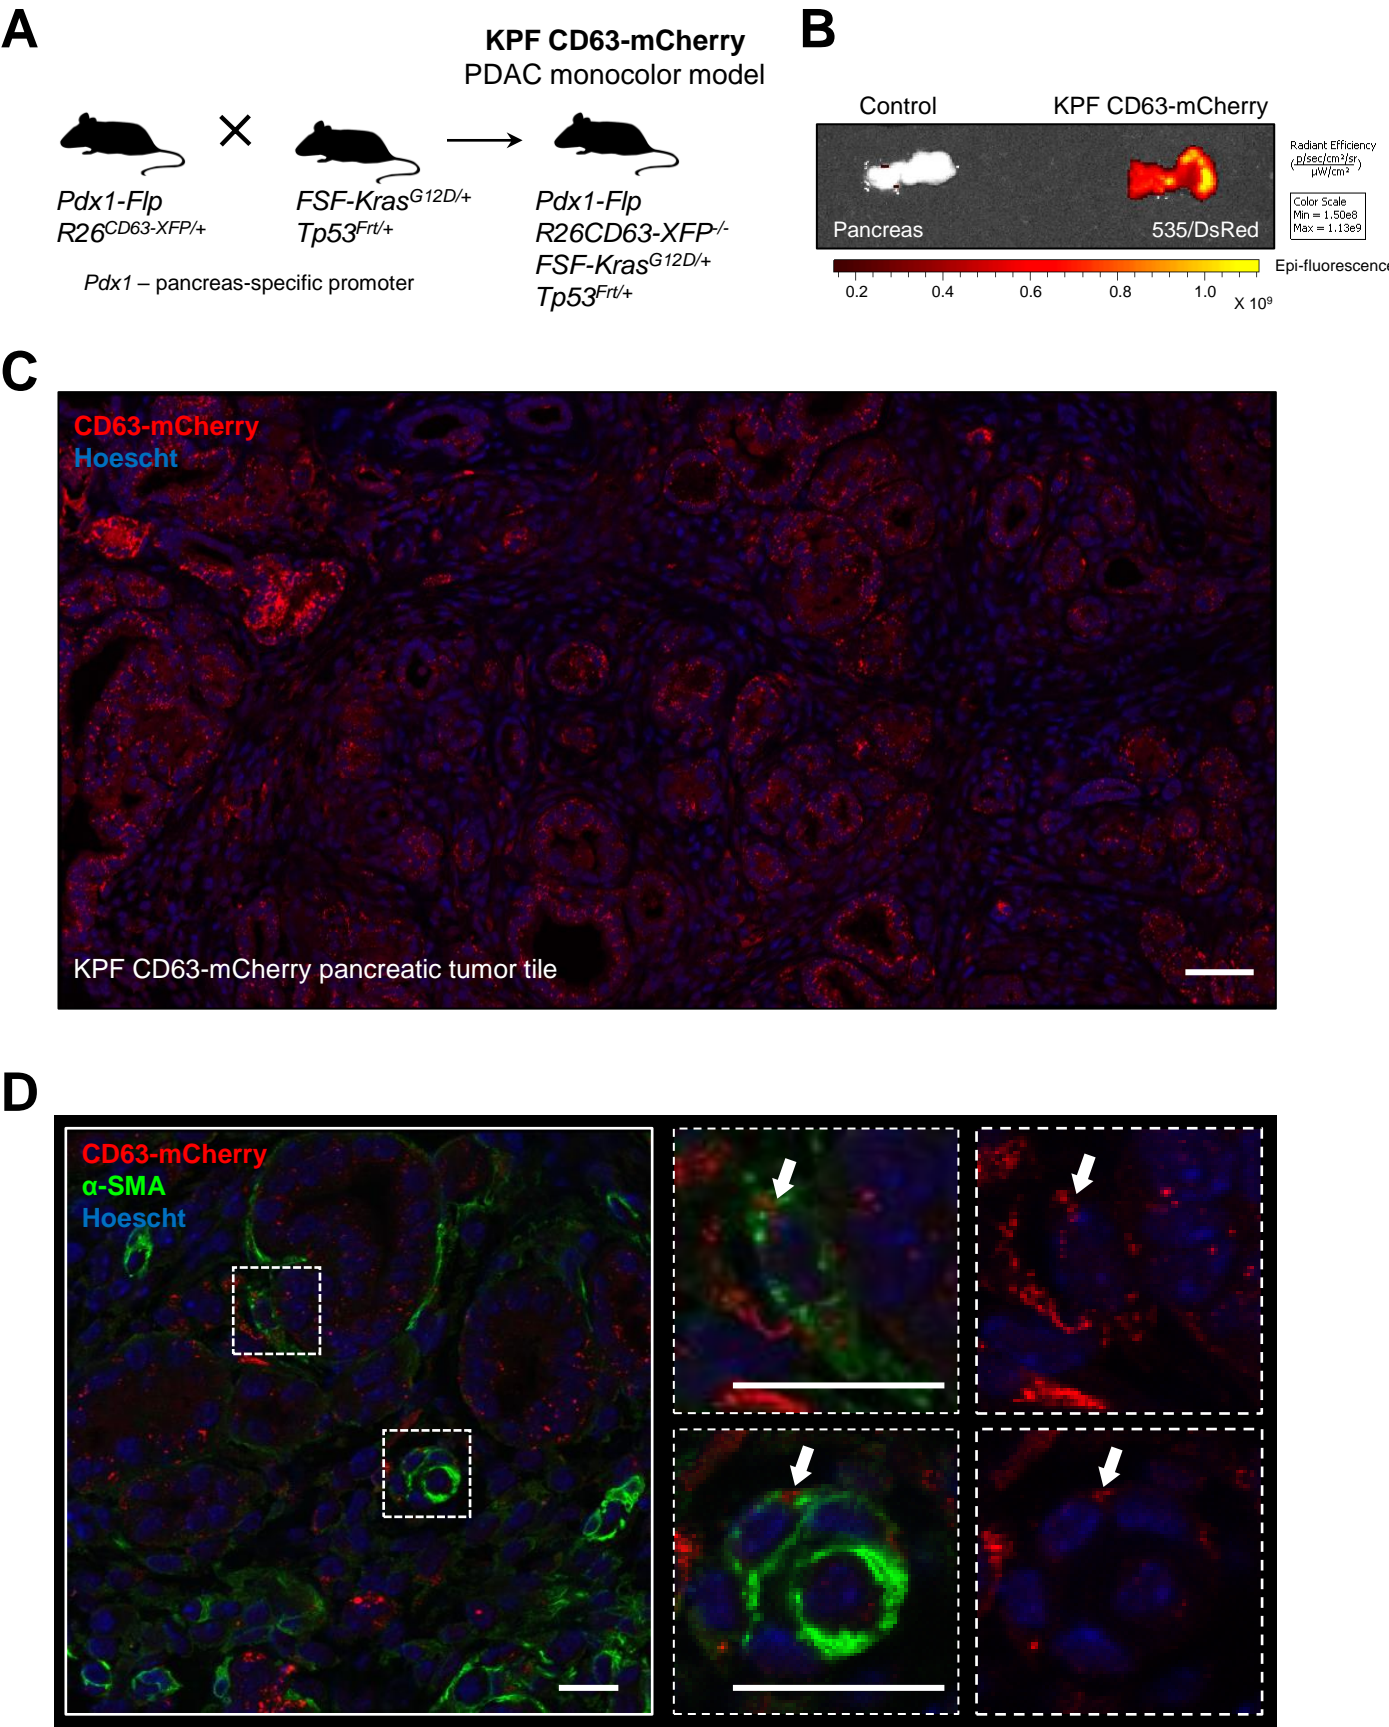 A
KPF CD63-mCherry
PDAC monocolor model
Pdx1-Flp
R26CD63-XFP/+
FSF-KrasG12D/+
Tp53Frt/+
Pdx1-Flp
R26CD63-XFP-/-
FSF-KrasG12D/+
Tp53Frt/+
Pdx1 – pancreas-specific promoter
B
Control
KPF CD63-mCherry
Pancreas
535/DsRed
Radiant Efficiency
(p/sec/cm²/sr)
µW/cm²
Color Scale
Min = 1.50e8
Max = 1.13e9
Epi-fluorescence
0.2 0.4 0.6 0.8 1.0
X 10⁹
C
CD63-mCherry
Hoescht
KPF CD63-mCherry pancreatic tumor tile
D
CD63-mCherry
α-SMA
Hoescht